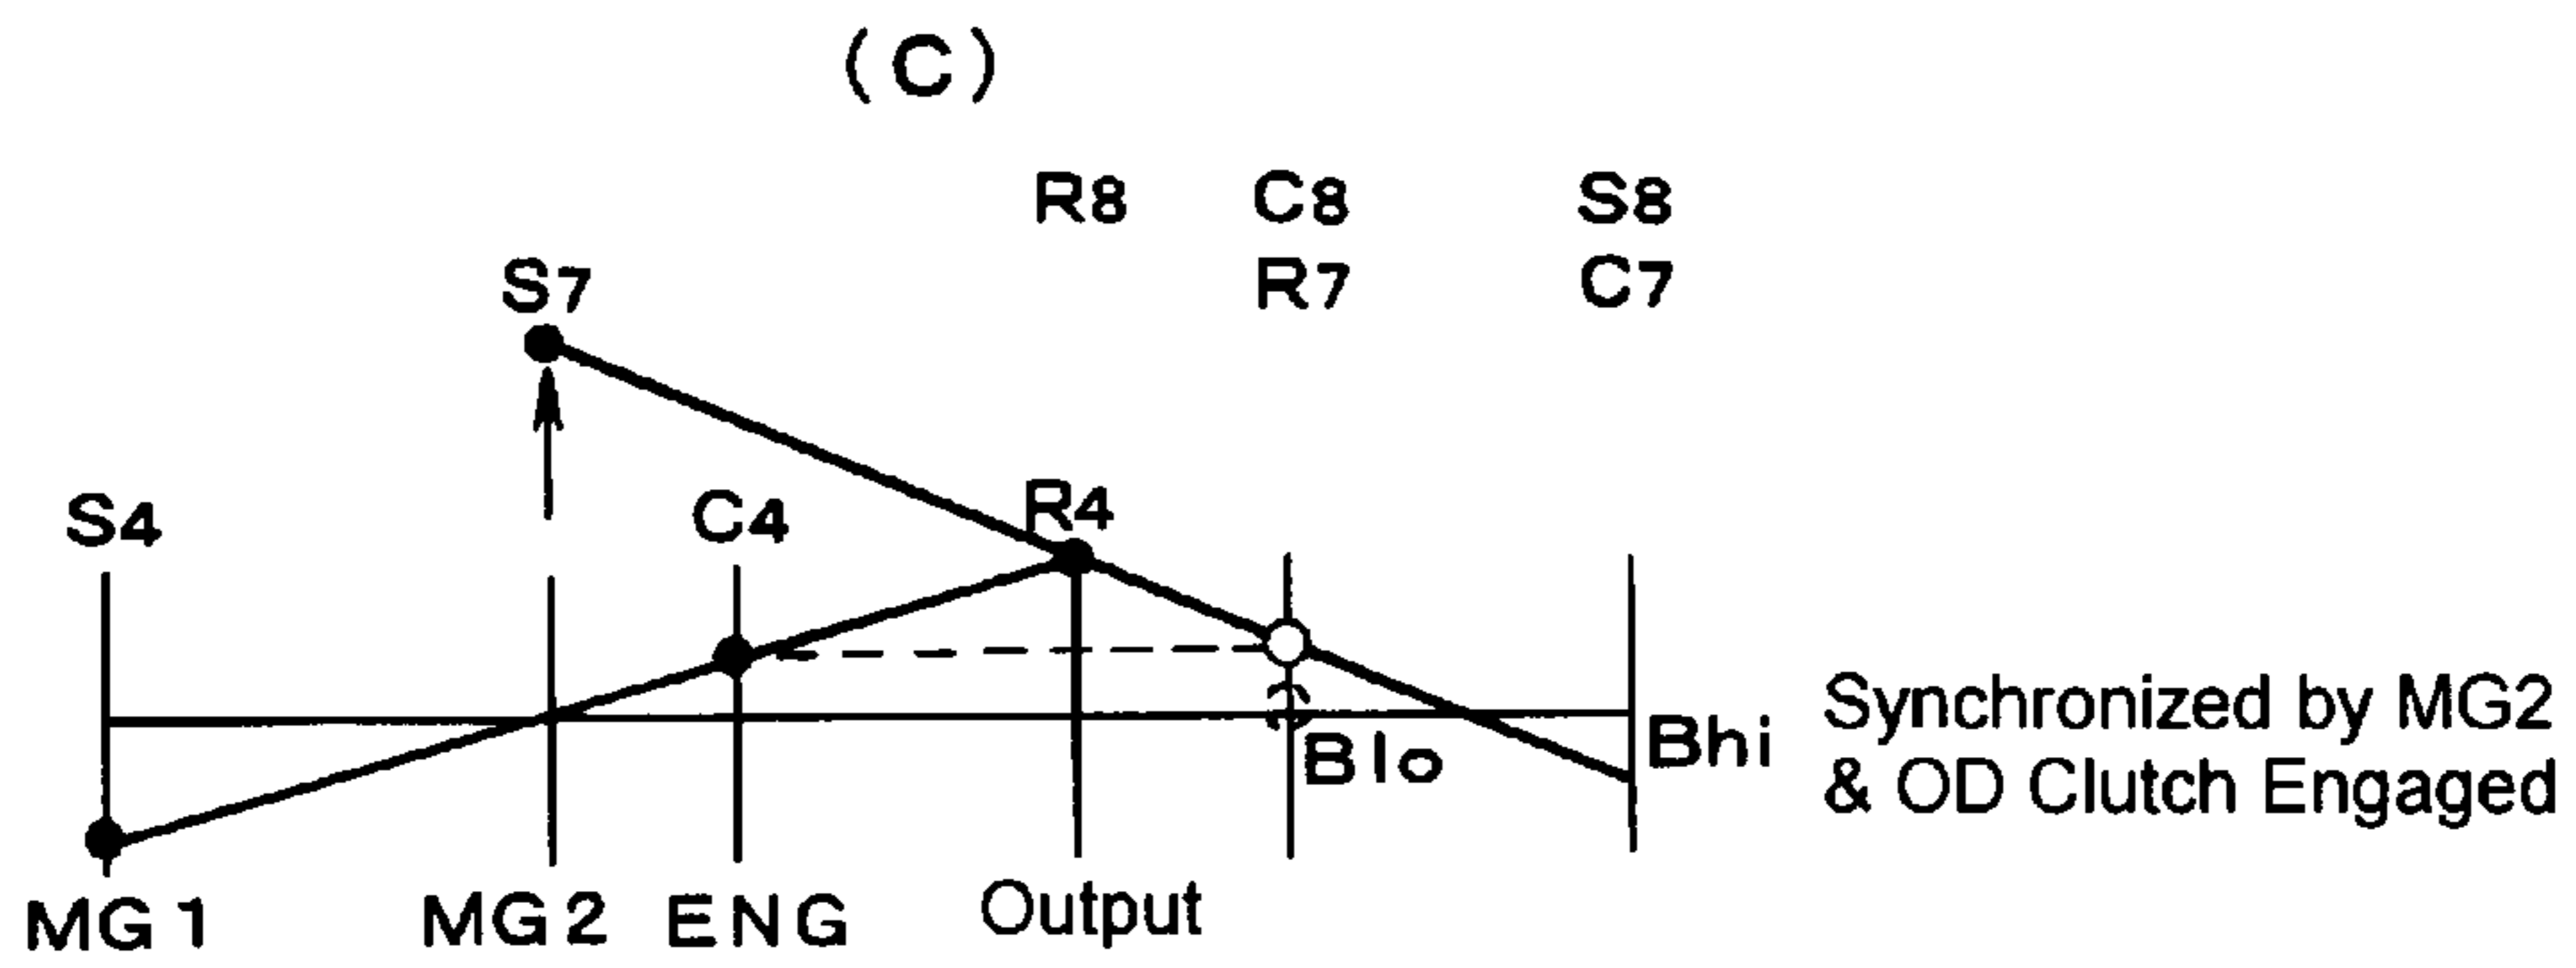 (C)
R8 C8 S8
S7 R7 C7
S4 C4 R4
Blo Bhi
Synchronized by MG2
& OD Clutch Engaged
MG1 MG2 ENG Output